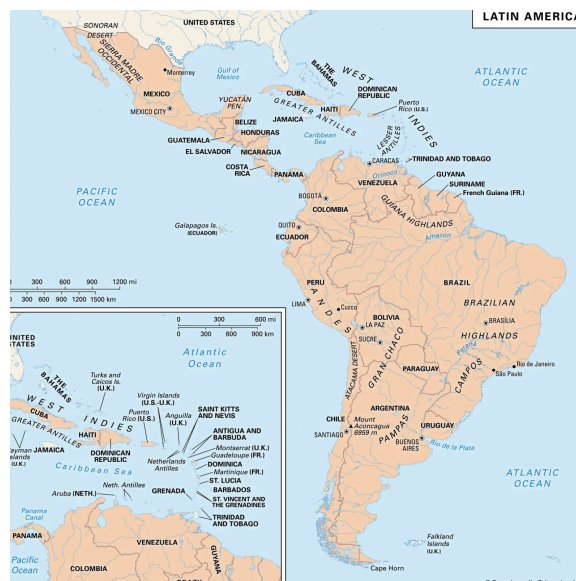 LATIN AMERICA
UNITED STATES
SONORAN
DESERT
SIERRA MADRE
OCCIDENTAL
Rio Grande
Monterrey
Gulf of
Mexico
MEXICO
MEXICO CITY
YUCATÁN
PEN.
THE
BAHAMAS
WEST
INDIES
CUBA
HAITI
DOMINICAN
REPUBLIC
Puerto
Rico (U.S.)
GREATER ANTILLES
JAMAICA
Caribbean
Sea
LESSER
ANTILLES
ATLANTIC
OCEAN
BELIZE
HONDURAS
GUATEMALA
EL SALVADOR
NICARAGUA
COSTA
RICA
PANAMA
CARACAS
TRINIDAD AND TOBAGO
VENEZUELA
Orinoco
GUYANA
SURINAME
French Guiana (FR.)
BOGOTÁ
COLOMBIA
GUIANA HIGHLANDS
PACIFIC
OCEAN
Galapagos Is.
(ECUADOR)
QUITO
ECUADOR
Amazon
PERU
BRAZIL
LIMA
Cuzco
ANDES
BOLIVIA
LA PAZ
SUCRE
BRAZILIAN
HIGHLANDS
BRASÍLIA
ATACAMA DESERT
GRAN CHACO
PARAGUAY
Paraná
CAMPOS
Rio de Janeiro
São Paulo
CHILE
SANTIAGO
Mount
Aconcagua
6959 m
ARGENTINA
PAMPAS
URUGUAY
BUENOS
AIRES
Rio de la Plata
ATLANTIC
OCEAN
Falkland
Islands
(U.K.)
Cape Horn
300 600 900 1200 mi
600 900 1200 1500 km
0 150 300 450 600 mi
0 300 600 900 km
UNITED
STATES
Atlantic
Ocean
THE
BAHAMAS
Turks and
Caicos Is.
(U.K.)
WEST INDIES
CUBA
GREATER ANTILLES
HAITI
JAMAICA
DOMINICAN
REPUBLIC
Puerto
Rico (U.S.)
Virgin Islands
(U.S.-U.K.)
Anguilla
(U.K.)
SAINT KITTS
AND NEVIS
ANTIGUA AND
BARBUDA
Montserrat (U.K.)
Guadeloupe (FR.)
DOMINICA
Martinique (FR.)
ST. LUCIA
BARBADOS
ST. VINCENT AND
THE GRENADINES
TRINIDAD
AND TOBAGO
Netherlands
Antilles
GRENADA
Cayman
Islands
(U.K.)
Caribbean Sea
Neth. Antilles
Aruba (NETH.)
Panama
Canal
PANAMA
Pacific
Ocean
COLOMBIA
VENEZUELA
GUYANA
BRAZIL